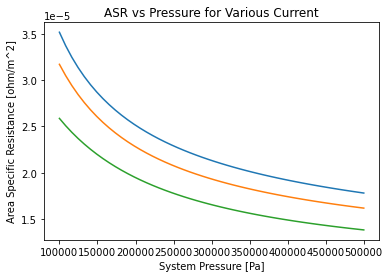 ASR vs Pressure for Various Current
1e−5
3.5
3.0
2.5
2.0
1.5
Area Specific Resistance [ohm/m^2]
100000 150000 200000 250000 300000 350000 400000 450000 500000
System Pressure [Pa]